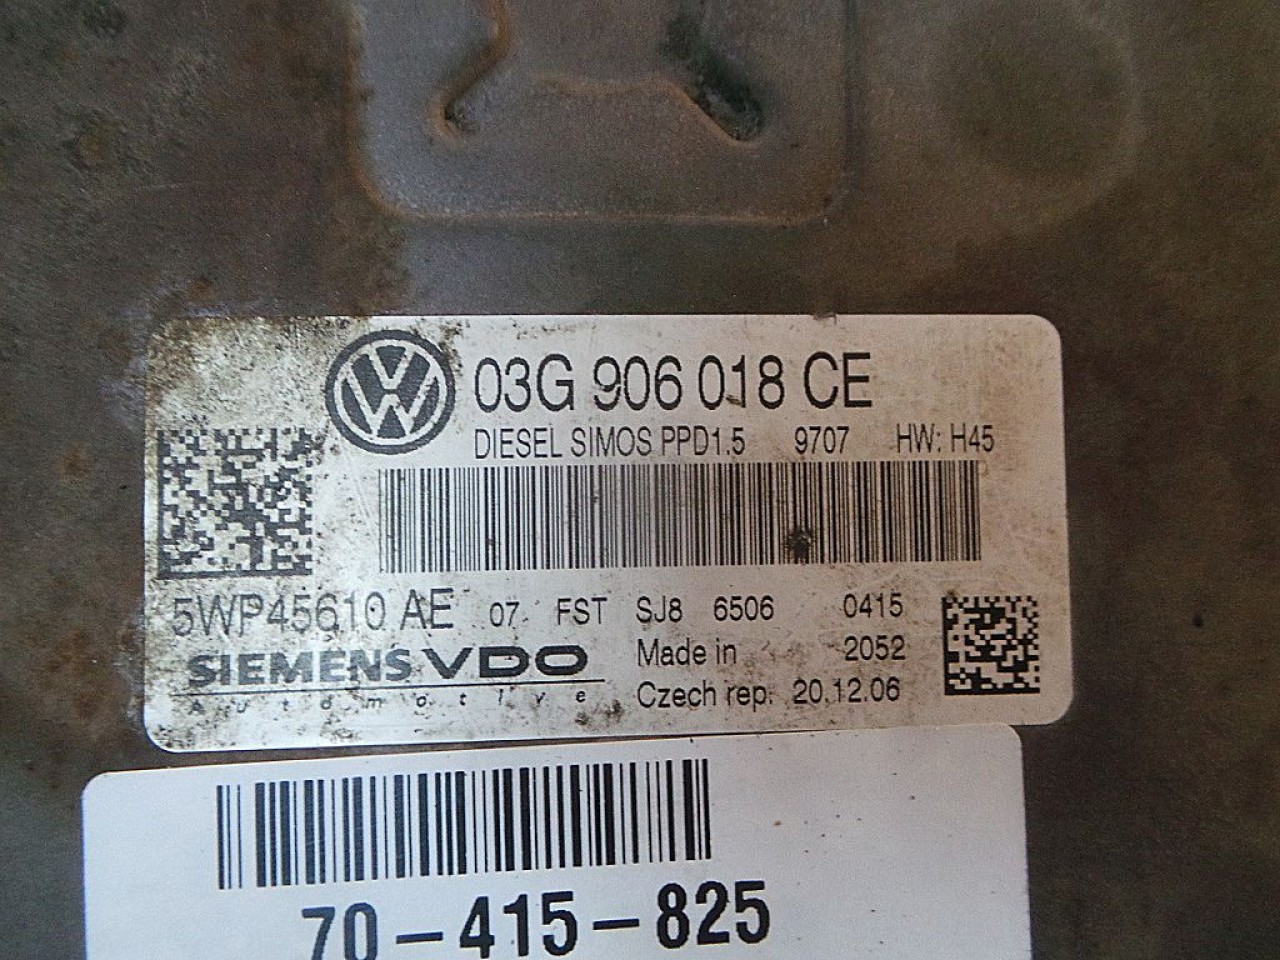 03G 906 018 CE
DIESEL SIMOS PPD1.5 9707 HW: H45
5WP45610 AE 07 FST SJ8 6506 0415
SIEMENS VDO Made in 2052
Automotive Czech rep. 20.12.06
70-415-825